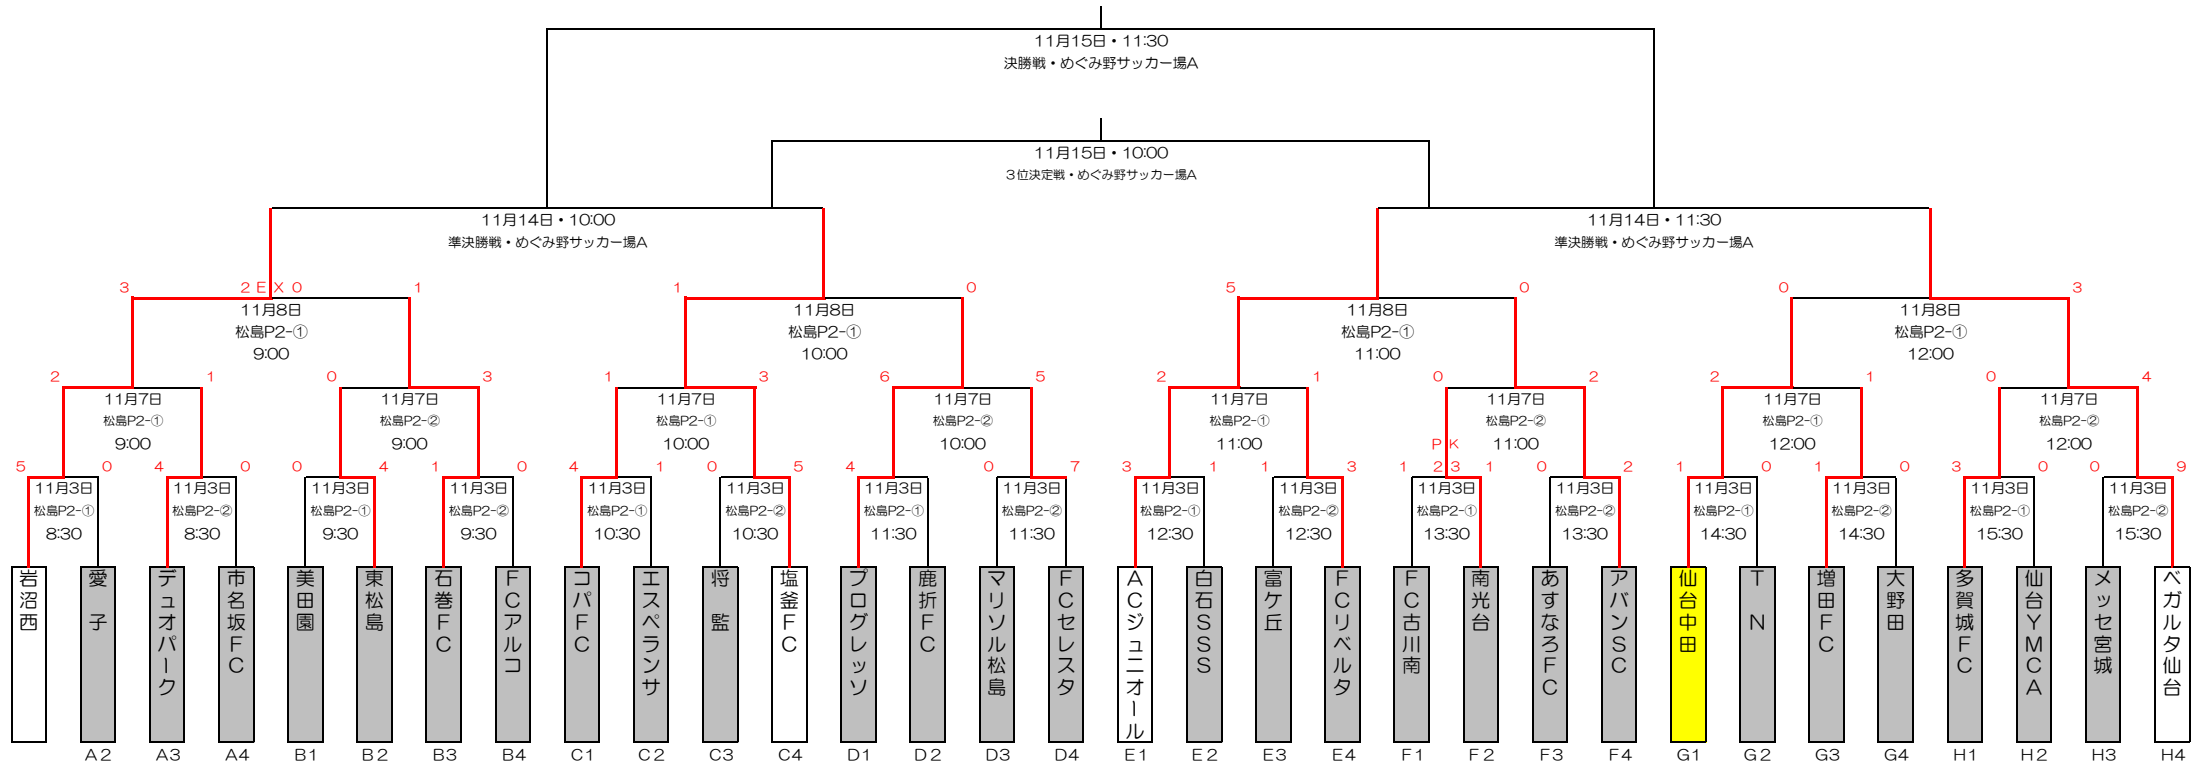 11月15日・11:30
決勝戦・めぐみ野サッカー場A
11月15日・10:00
3位決定戦・めぐみ野サッカー場A
11月14日・10:00
準決勝戦・めぐみ野サッカー場A
11月14日・11:30
準決勝戦・めぐみ野サッカー場A
3 2 E X 0 1 1 0 5 0 0 3
11月8日 11月8日 11月8日 11月8日
松島P2-① 松島P2-① 松島P2-① 松島P2-①
9:00 10:00 11:00 12:00
2 1 0 3 1 3 6 5 2 1 0 2 2 1 0 4
11月7日 11月7日 11月7日 11月7日 11月7日 11月7日 11月7日 11月7日
松島P2-① 松島P2-② 松島P2-① 松島P2-② 松島P2-① 松島P2-② 松島P2-① 松島P2-②
9:00 9:00 10:00 10:00 11:00 11:00 12:00 12:00
P K
5 0 4 0 0 4 1 0 4 1 0 5 4 0 7 3 1 1 3 1 2 3 1 0 2 1 0 1 0 3 0 0 9
11月3日 11月3日 11月3日 11月3日 11月3日 11月3日 11月3日 11月3日 11月3日 11月3日 11月3日 11月3日 11月3日 11月3日 11月3日 11月3日
松島P2-① 松島P2-② 松島P2-① 松島P2-② 松島P2-① 松島P2-② 松島P2-① 松島P2-② 松島P2-① 松島P2-② 松島P2-① 松島P2-② 松島P2-① 松島P2-② 松島P2-① 松島P2-②
8:30 8:30 9:30 9:30 10:30 10:30 11:30 11:30 12:30 12:30 13:30 13:30 14:30 14:30 15:30 15:30
岩沼西
愛子
デュオパーク
市名坂FC
美田園
東松島
石巻FC
FCアルコ
コパFC
エスペランサ
将監
塩釜FC
プログレッソ
鹿折FC
マリソル松島
FCセレスタ
ACジュニオール
白石SSS
富ケ丘
FCリベルタ
FC古川南
南光台
あすなろFC
アバンSC
仙台中田
TN
増田FC
大野田
多賀城FC
仙台YMCA
メッセ宮城
ベガルタ仙台
A2 A3 A4 B1 B2 B3 B4 C1 C2 C3 C4 D1 D2 D3 D4 E1 E2 E3 E4 F1 F2 F3 F4 G1 G2 G3 G4 H1 H2 H3 H4